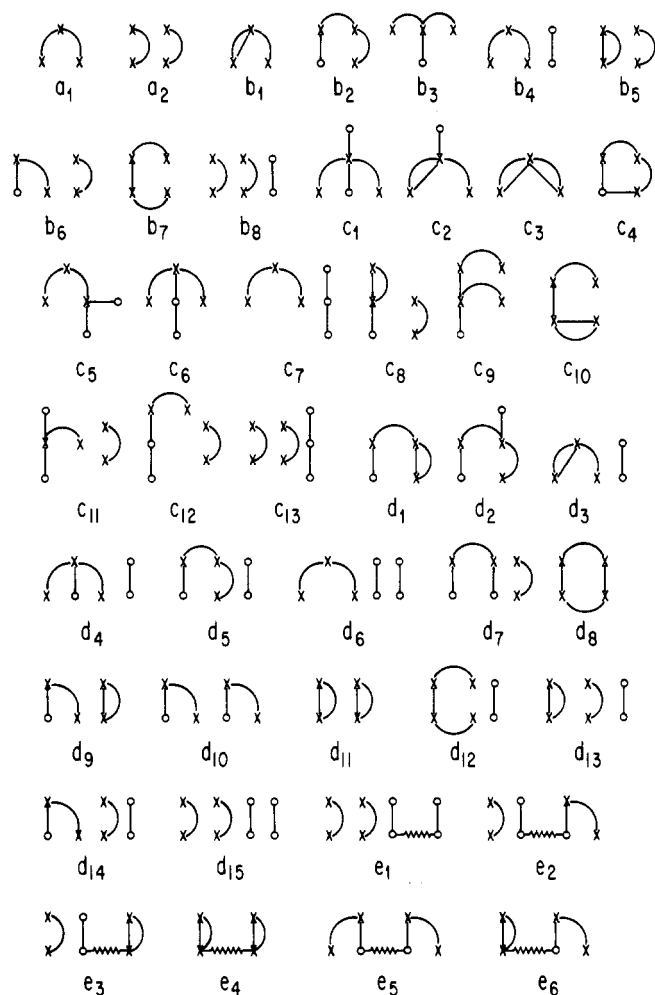 a₁ a₂ b₁ b₂ b₃ b₄ b₅
b₆ b₇ b₈ c₁ c₂ c₃ c₄
c₅ c₆ c₇ c₈ c₉ c₁₀
c₁₁ c₁₂ c₁₃ d₁ d₂ d₃
d₄ d₅ d₆ d₇ d₈
d₉ d₁₀ d₁₁ d₁₂ d₁₃
d₁₄ d₁₅ e₁ e₂
e₃ e₄ e₅ e₆